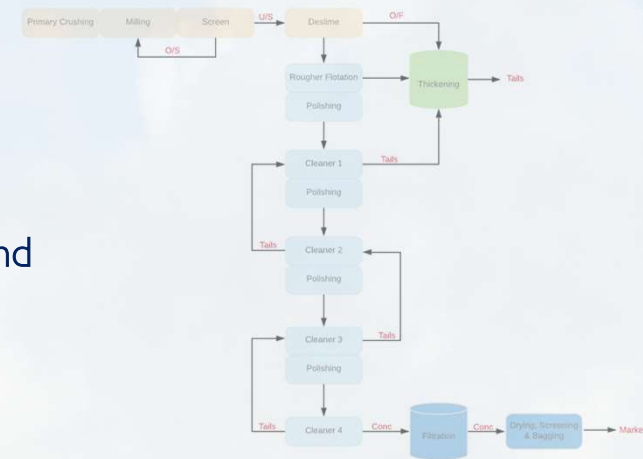 Primary Crushing
Milling
Screen
U/S
Deslime
O/F
O/S
Rougher Flotation
Polishing
Thickening
Tails
Cleaner 1
Tails
Polishing
nd
Tails
Cleaner 2
Polishing
Cleaner 3
Tails
Polishing
Tails
Cleaner 4
Conc
Filtration
Conc
Drying, Screening
& Bagging
Marke